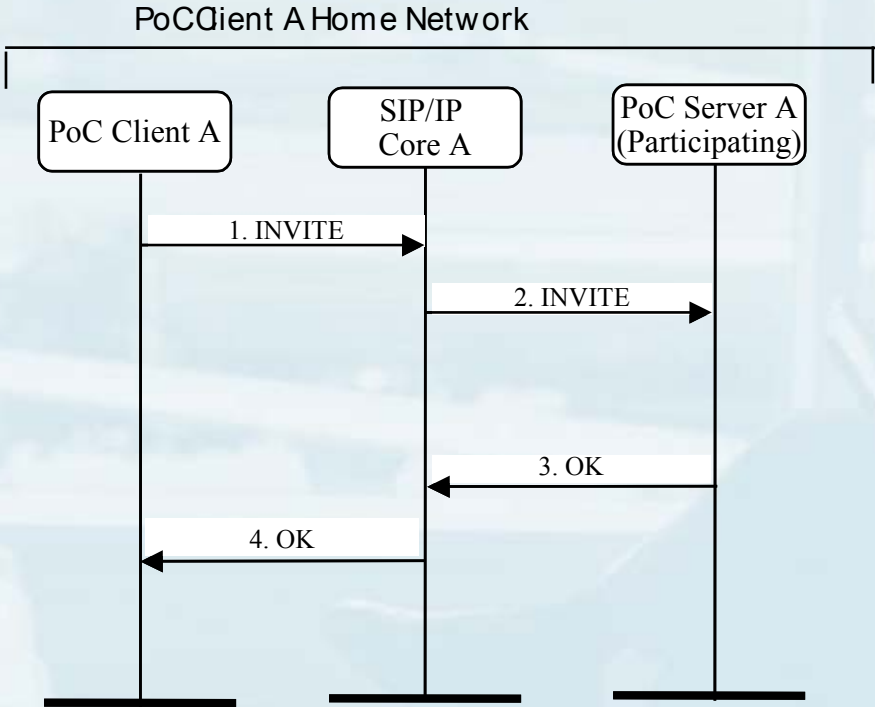 PoCClient A Home Network
PoC Client A
SIP/IP
Core A
PoC Server A
(Participating)
1. INVITE
2. INVITE
3. OK
4. OK